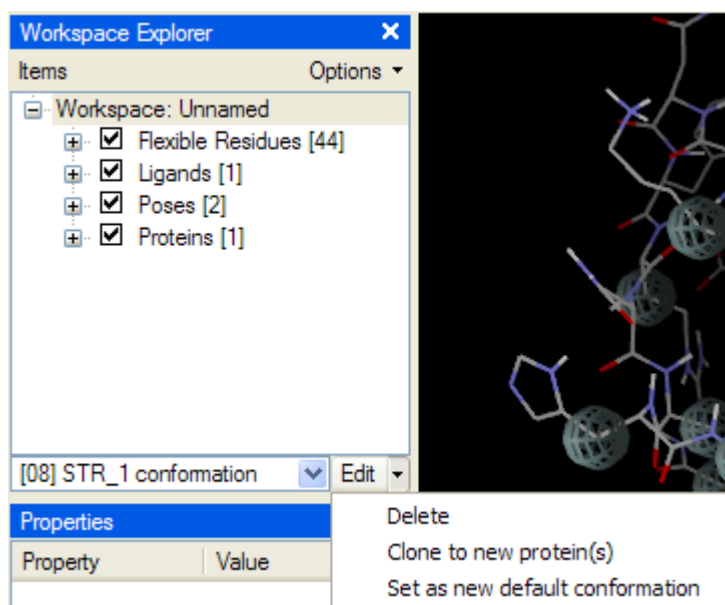 Workspace Explorer
Items Options
Workspace: Unnamed
Flexible Residues [44]
Ligands [1]
Poses [2]
Proteins [1]
[08] STR_1 conformation Edit
Properties
Property Value
Delete
Clone to new protein(s)
Set as new default conformation